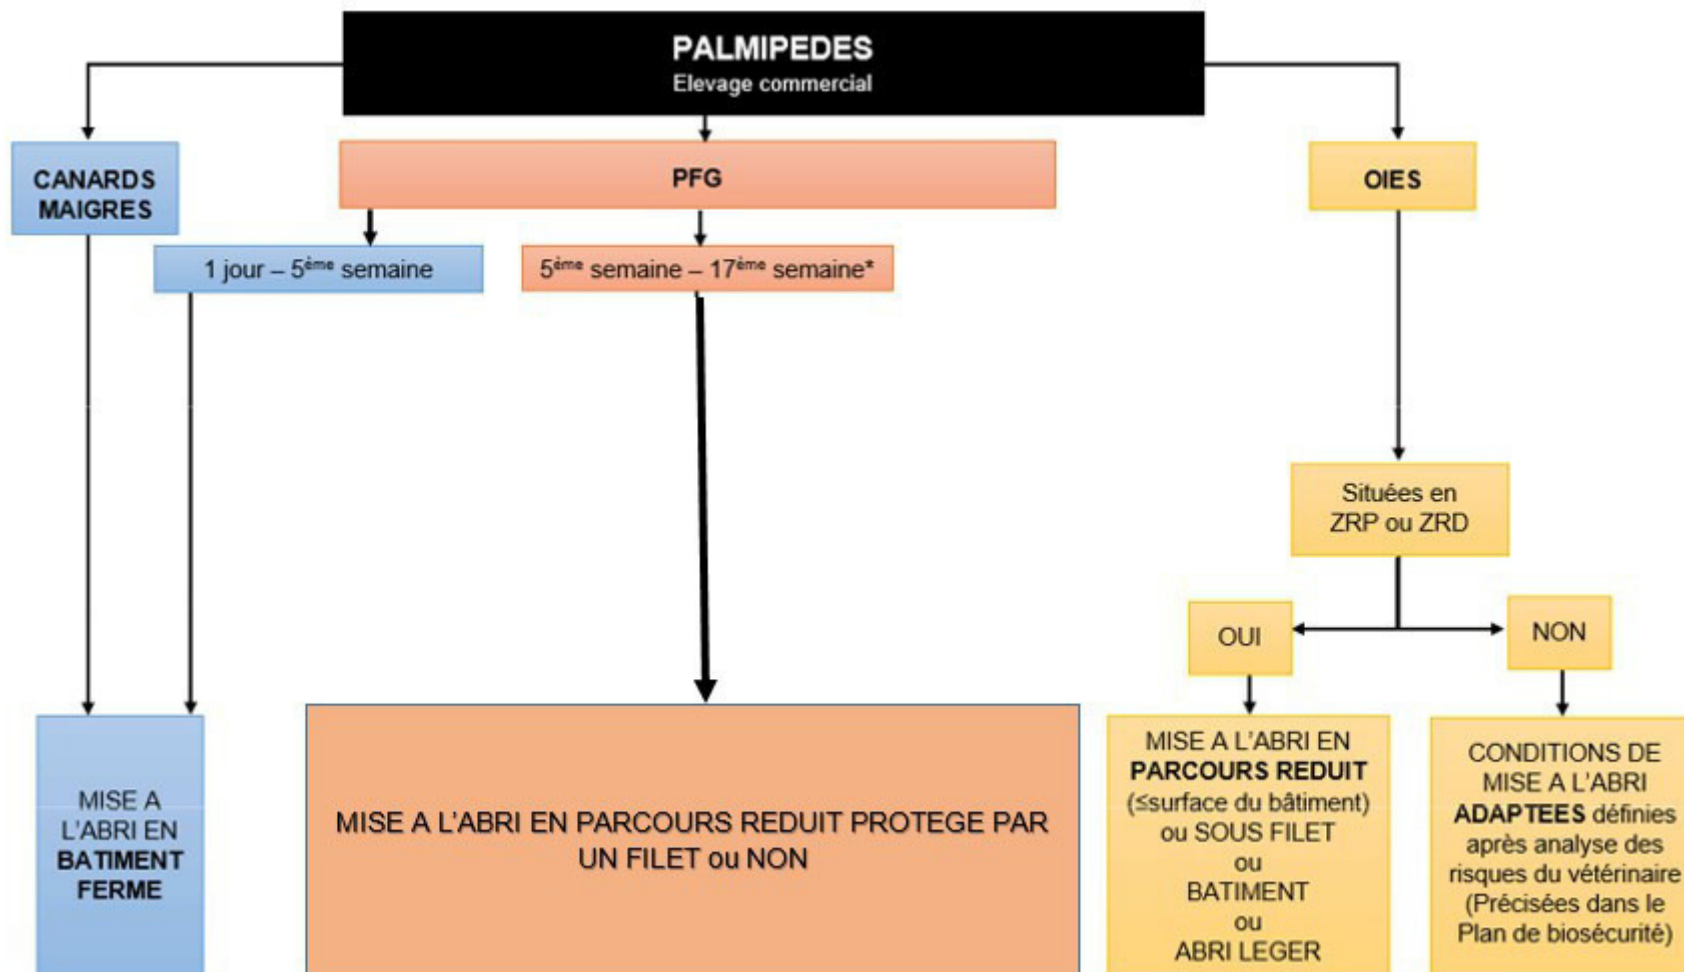 PALMIPEDES
Elevage commercial
CANARDS
MAIGRES
PFG
OIES
1 jour – 5ème semaine
5ème semaine – 17ème semaine*
Situées en
ZRP ou ZRD
OUI
NON
MISE A
L'ABRI EN
BATIMENT
FERME
MISE A L'ABRI EN PARCOURS REDUIT PROTEGE PAR
UN FILET ou NON
MISE A L'ABRI EN
PARCOURS REDUIT
(≤surface du bâtiment)
ou SOUS FILET
ou
BATIMENT
ou
ABRI LEGER
CONDITIONS DE
MISE A L'ABRI
ADAPTEES définies
après analyse des
risques du vétérinaire
(Précisées dans le
Plan de biosécurité)